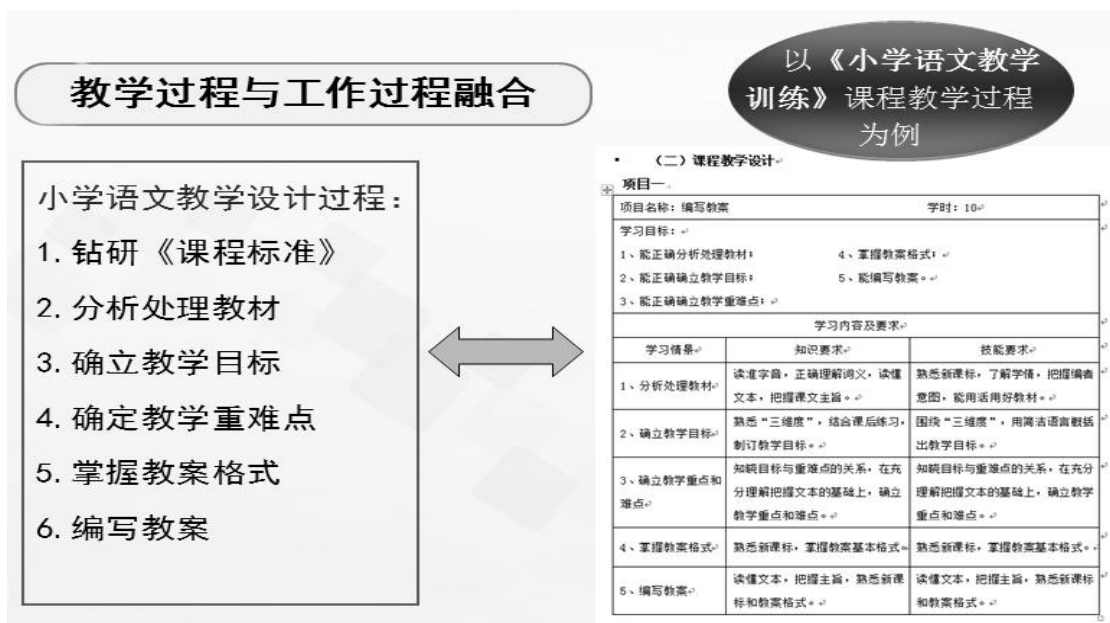 教学过程与工作过程融合
以《小学语文教学
训练》课程教学过程
为例
小学语文教学设计过程：
1. 钻研《课程标准》
2. 分析处理教材
3. 确立教学目标
4. 确定教学重难点
5. 掌握教案格式
6. 编写教案
• （二）课程教学设计
项目一
项目名称：编写教案 学时：10
学习目标：
1、能正确分析处理教材； 4、掌握教案格式；
2、能正确确立教学目标； 5、能编写教案。
3、能正确确立教学重难点；
学习内容及要求
学习情景 知识要求 技能要求
1、分析处理教材
读准字音，正确理解词义，读懂
文本，把握课文主旨。
熟悉新课标，了解学情，把握编者
意图，能用活用好教材。
2、确立教学目标
熟悉“三维度”，结合课后练习，
制订教学目标。
围绕“三维度”，用简洁语言概括
出教学目标。
3、确立教学重点和
难点
知晓目标与重难点的关系，在充
分理解把握文本的基础上，确立
教学重点和难点。
知晓目标与重难点的关系，在充分
理解把握文本的基础上，确立教学
重点和难点。
4、掌握教案格式
熟悉新课标，掌握教案基本格式。
熟悉新课标，掌握教案基本格式。
5、编写教案
读懂文本，把握主旨，熟悉新课
标和教案格式。
读懂文本，把握主旨，熟悉新课标
和教案格式。